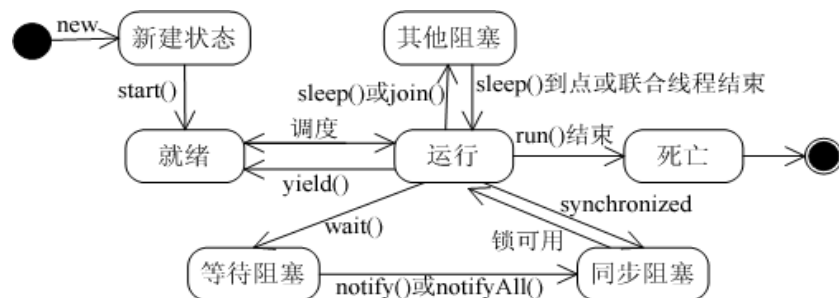 new
新建状态
其他阻塞
start()
sleep()或join()
sleep()到点或联合线程结束
就绪
调度
运行
run()结束
死亡
yield()
wait()
synchronized
锁可用
等待阻塞
notify()或notifyAll()
同步阻塞